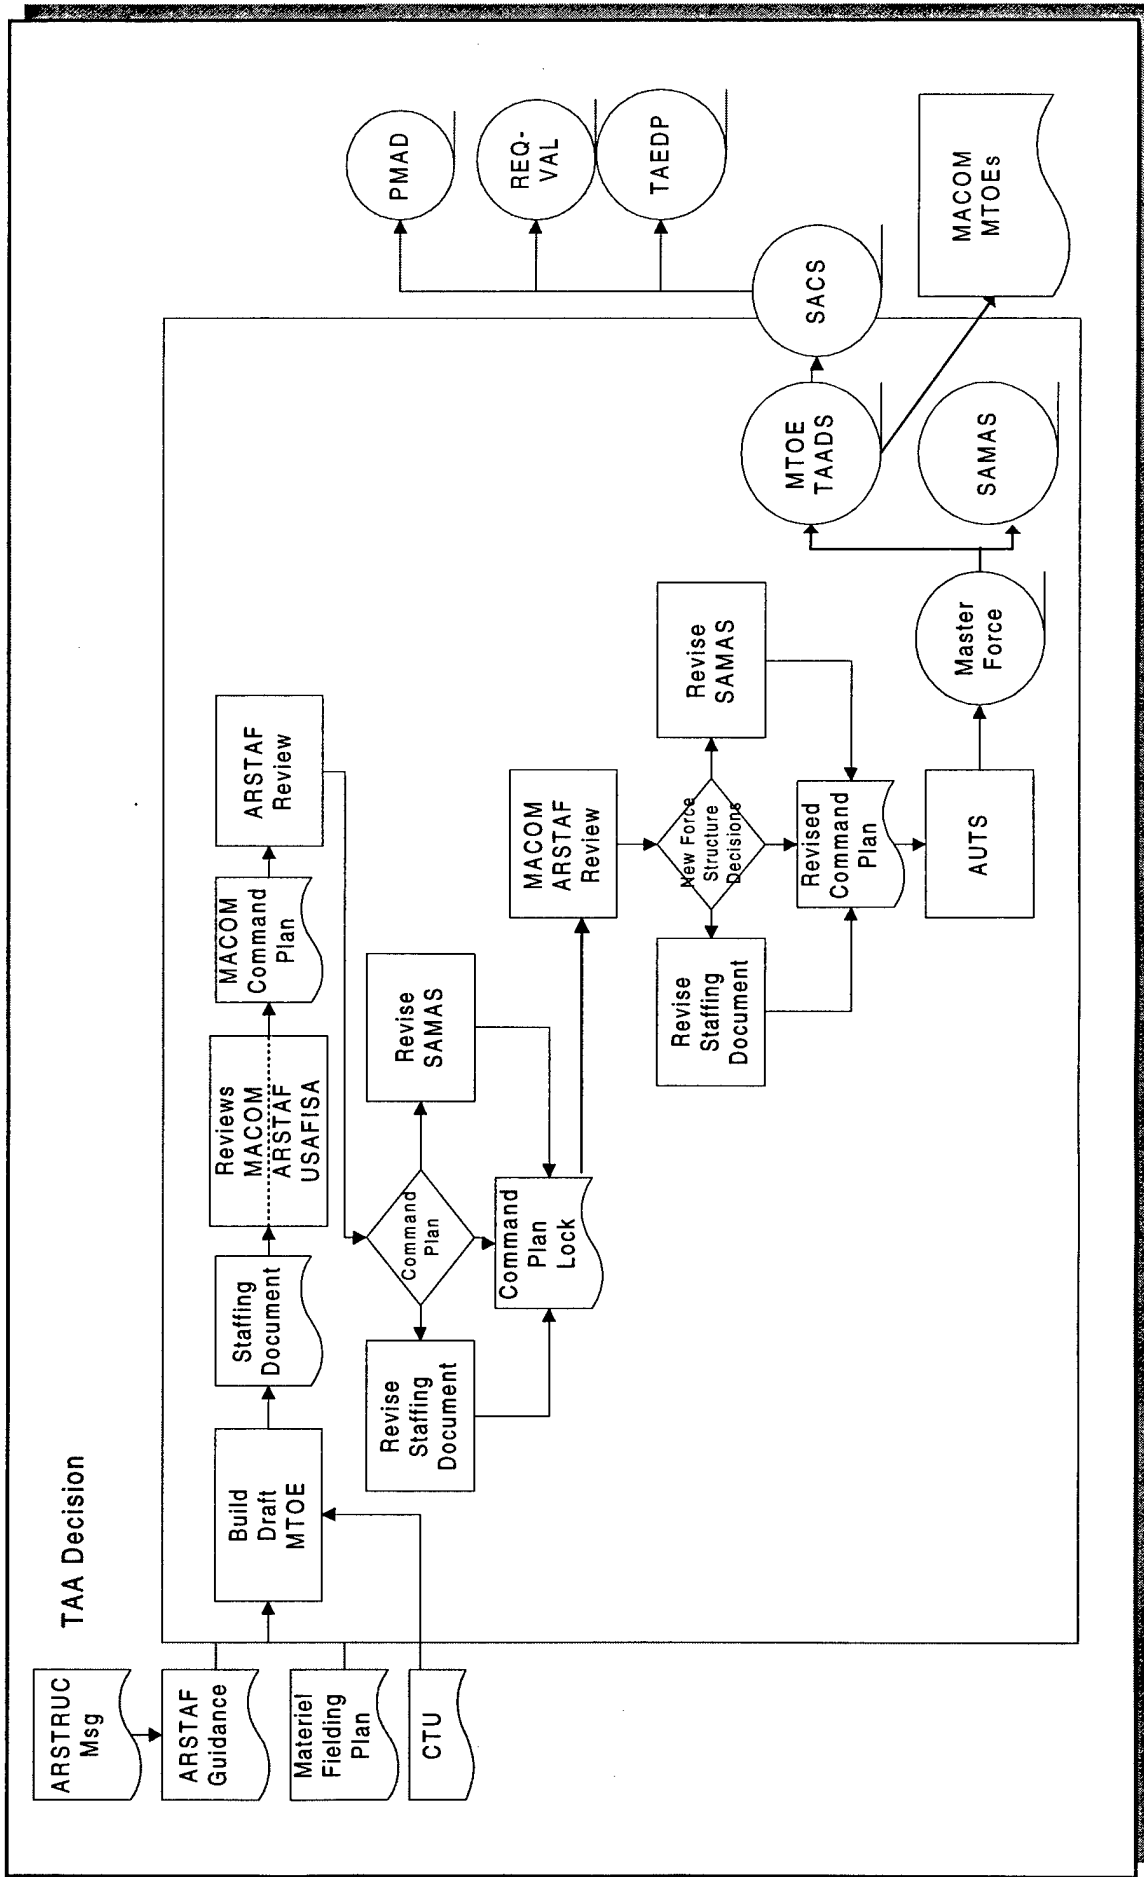 TAA Decision
ARSTRUC
Msg
ARSTAF
Guidance
Materiel
Fielding
Plan
CTU
Build
Draft
MTOE
Staffing
Document
Reviews
MACOM
ARSTAF
USAFISA
MACOM
Command
Plan
ARSTAF
Review
Command
Plan
Revise
Staffing
Document
Revise
SAMAS
Command
Plan
Lock
MACOM
ARSTAF
Review
New Force
Structure
Decisions
Revise
Staffing
Document
Revise
SAMAS
Revised
Command
Plan
AUTS
Master
Force
MTOE
TAADS
SAMAS
SACS
PMAD
REQ-
VAL
TAEDP
MACOM
MTOEs